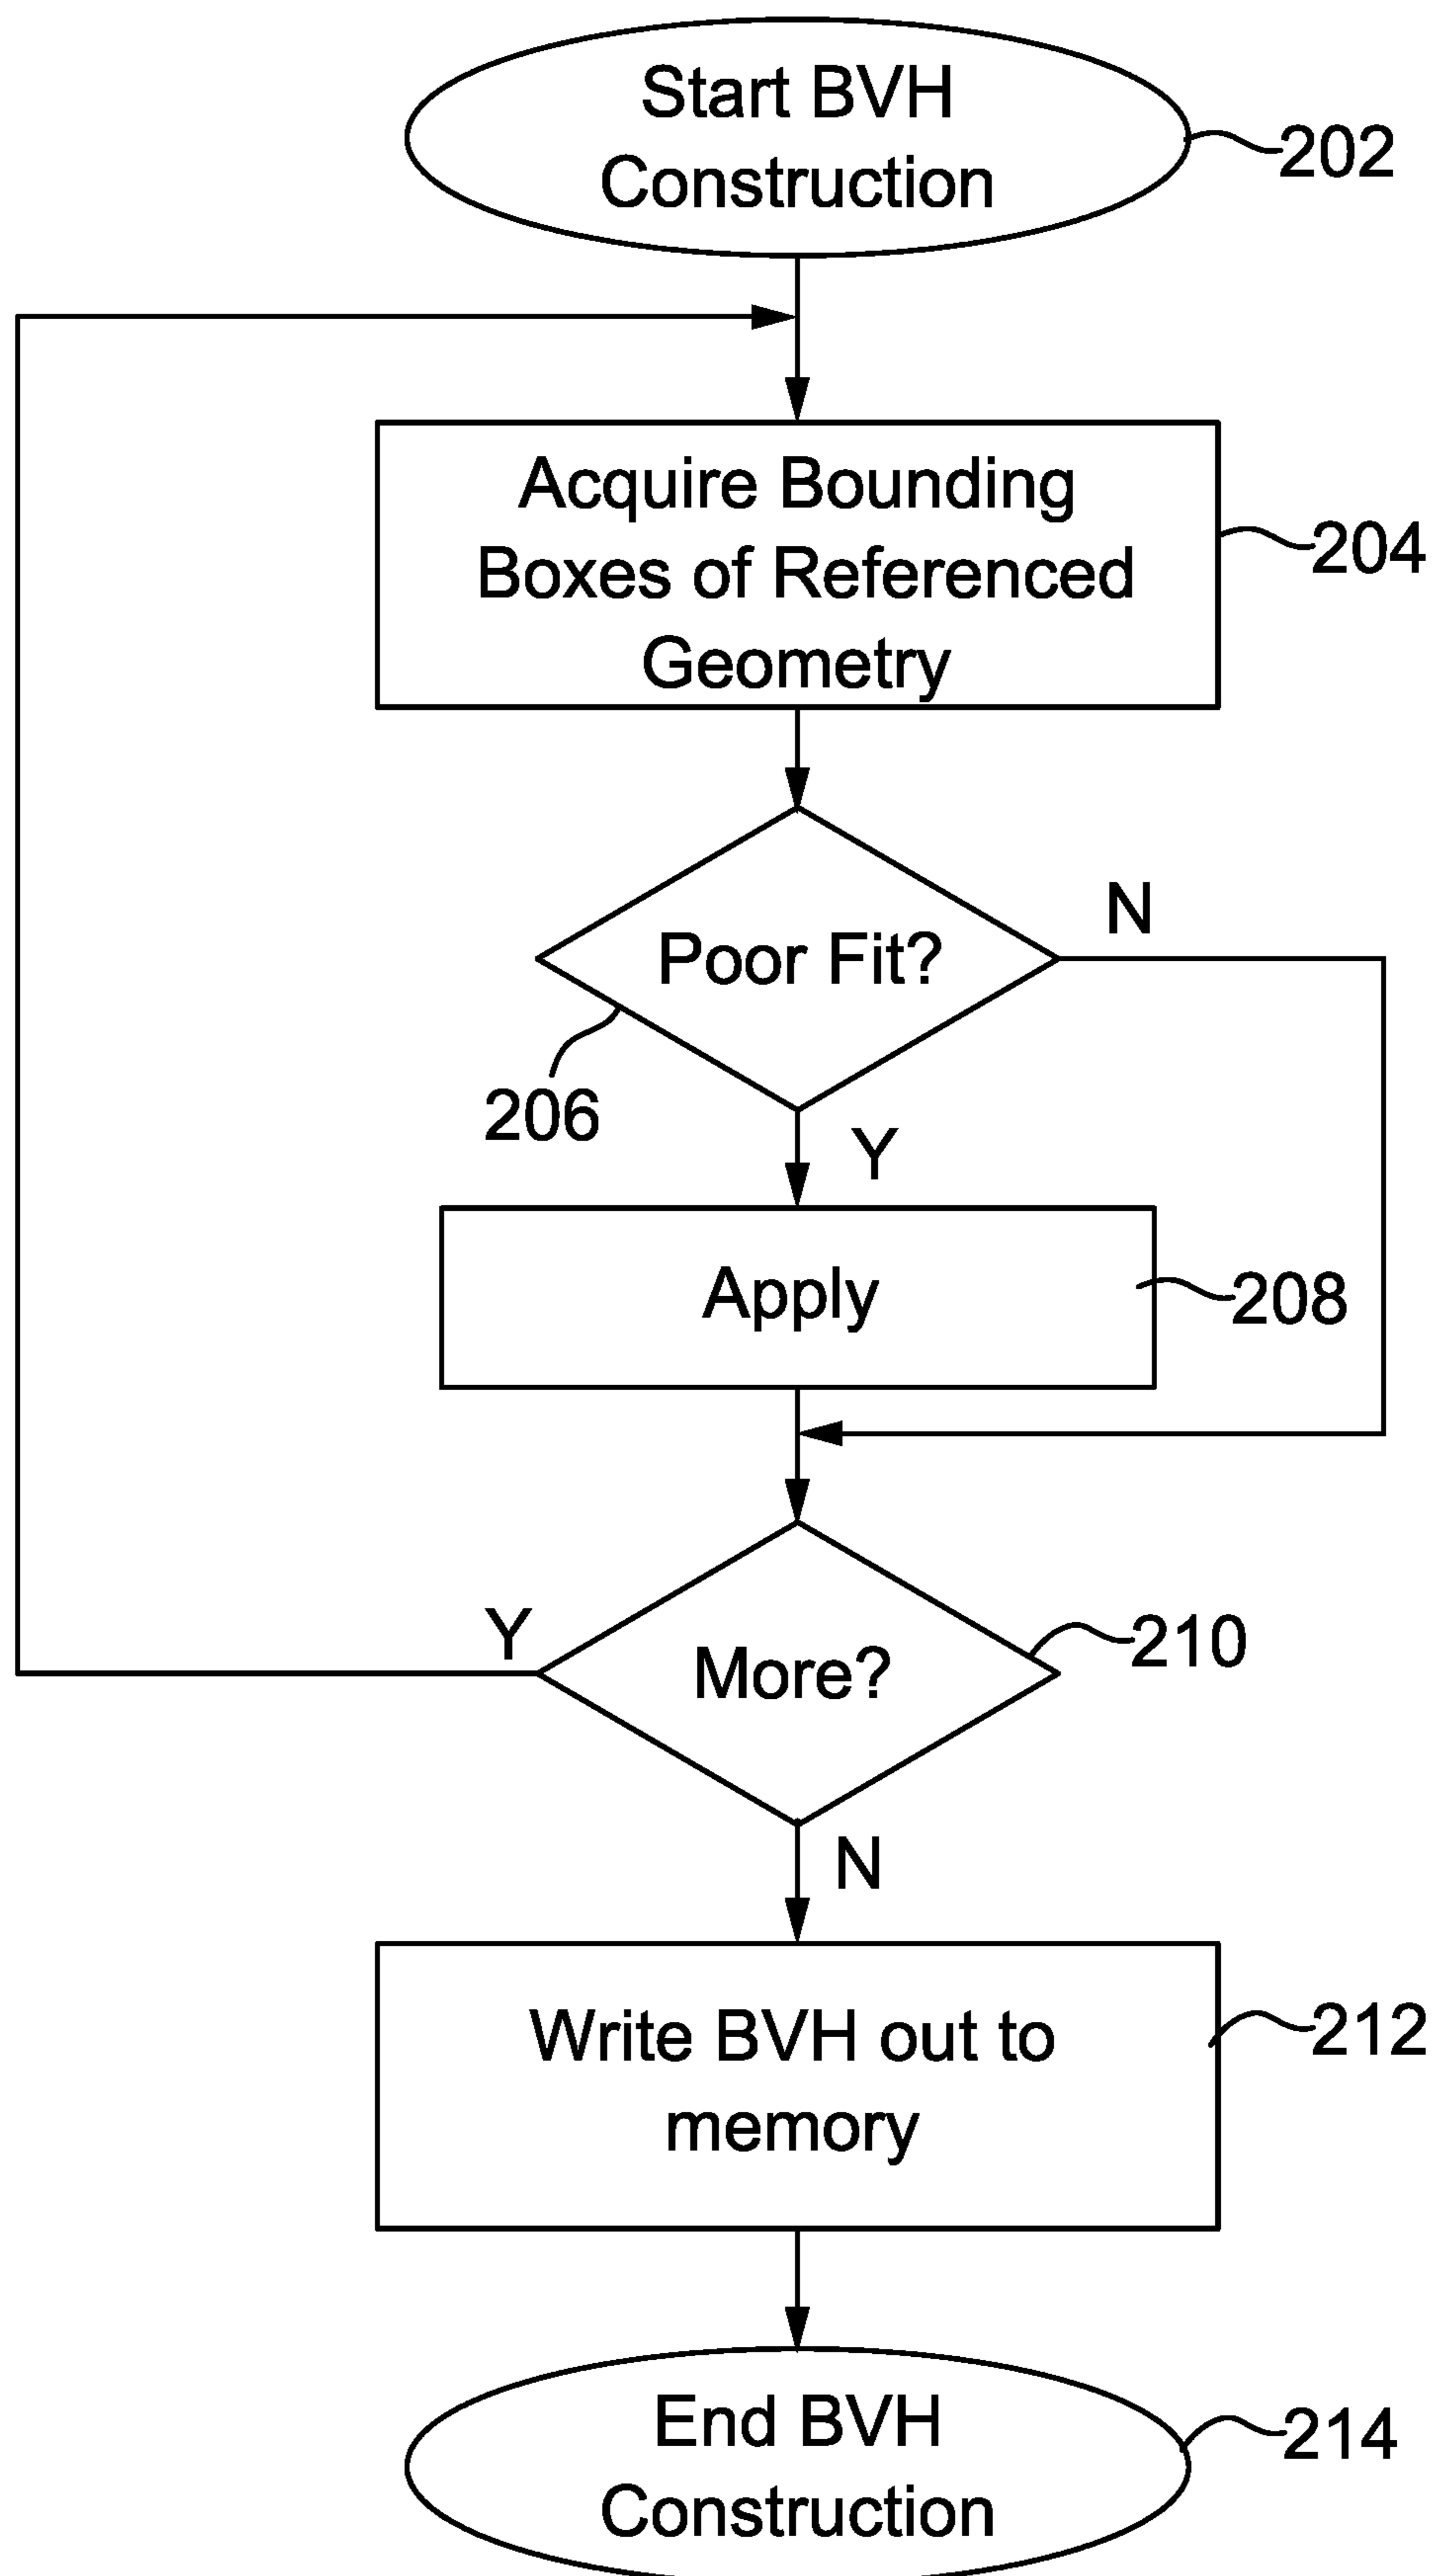 Start BVH
Construction
202
Acquire Bounding
Boxes of Referenced
Geometry
204
N
Poor Fit?
206
Y
Apply
208
Y
More?
210
N
Write BVH out to
memory
212
End BVH
Construction
214